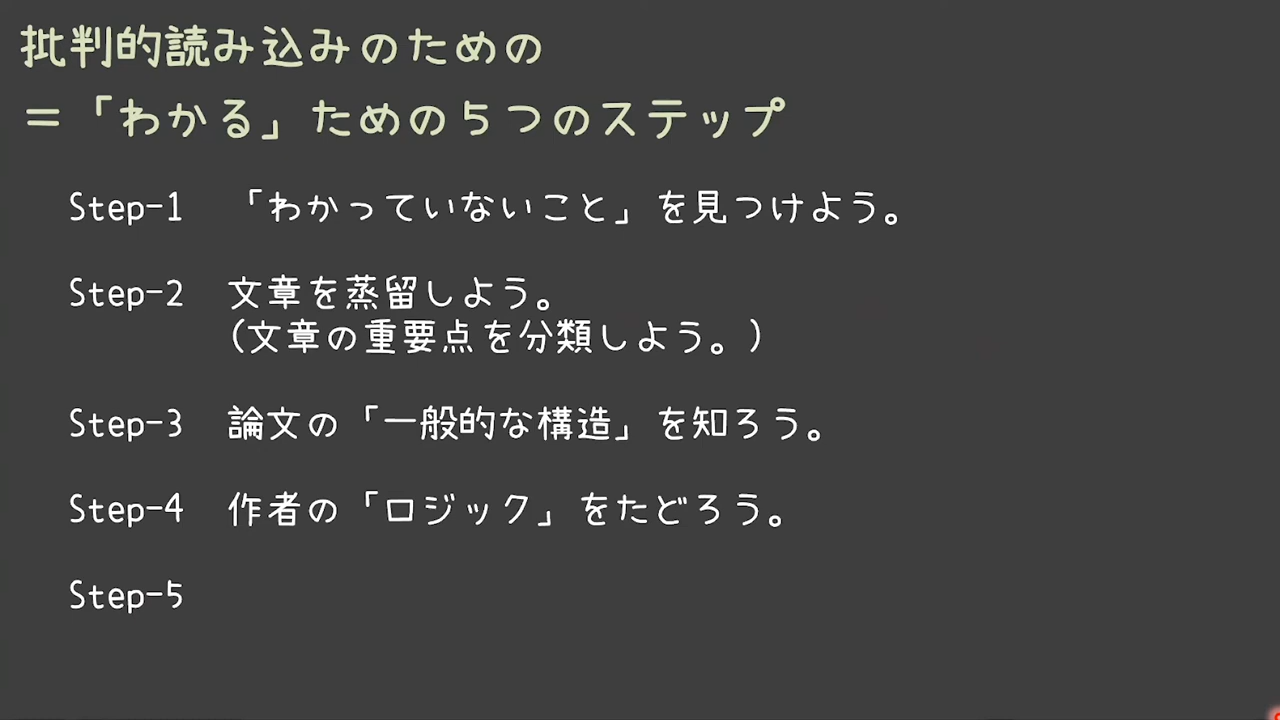 批判的読み込みのための
＝「わかる」ための５つのステップ
Step-1 「わかっていないこと」を見つけよう。
Step-2 文章を蒸留しよう。
(文章の重要点を分類しよう。)
Step-3 論文の「一般的な構造」を知ろう。
Step-4 作者の「ロジック」をたどろう。
Step-5